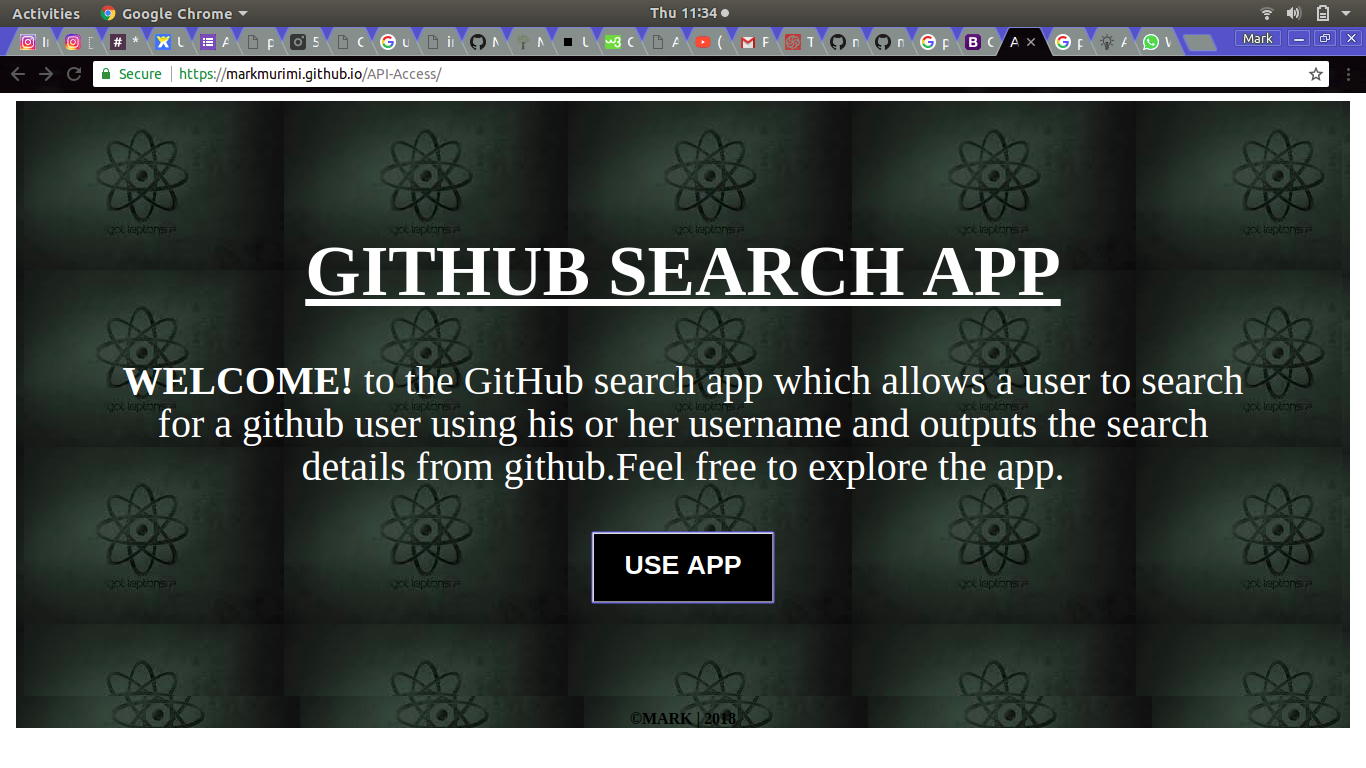 Activities Google Chrome Thu 11:34
Mark
Secure https://markmurimi.github.io/API-Access/
GITHUB SEARCH APP
WELCOME! to the GitHub search app which allows a user to search
for a github user using his or her username and outputs the search
details from github.Feel free to explore the app.
USE APP
©MARK | 2018